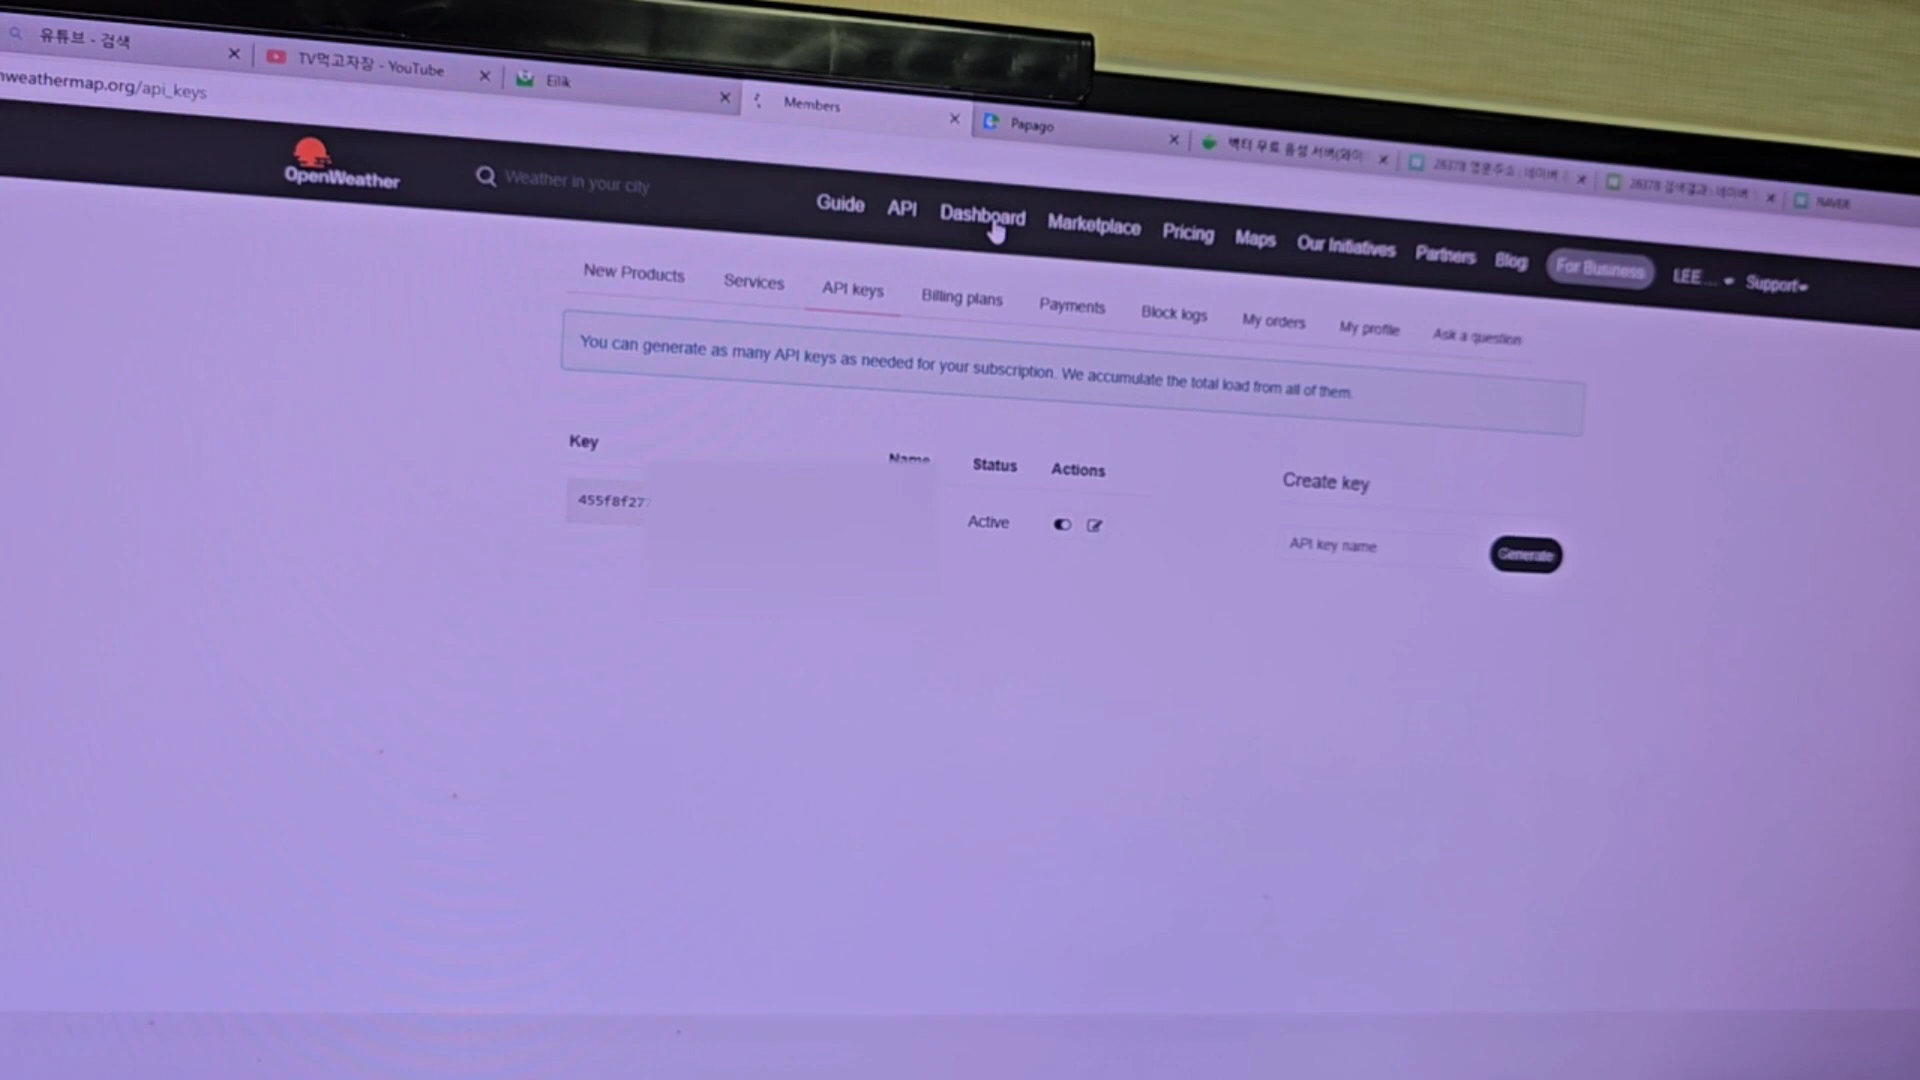 유튜브 - 검색
TV먹고자장 - YouTube
Eilik
Members
Papago
NAVER
weathermap.org/api_keys
OpenWeather
Weather in your city
Guide
API
Dashboard
Marketplace
Pricing
Maps
Our Initiatives
Partners
Blog
For Business
LEE ...
Support
New Products
Services
API keys
Billing plans
Payments
Block logs
My orders
My profile
Ask a question
You can generate as many API keys as needed for your subscription. We accumulate the total load from all of them.
Key
Name
Status
Actions
455f8f27
Active
Create key
API key name
Generate